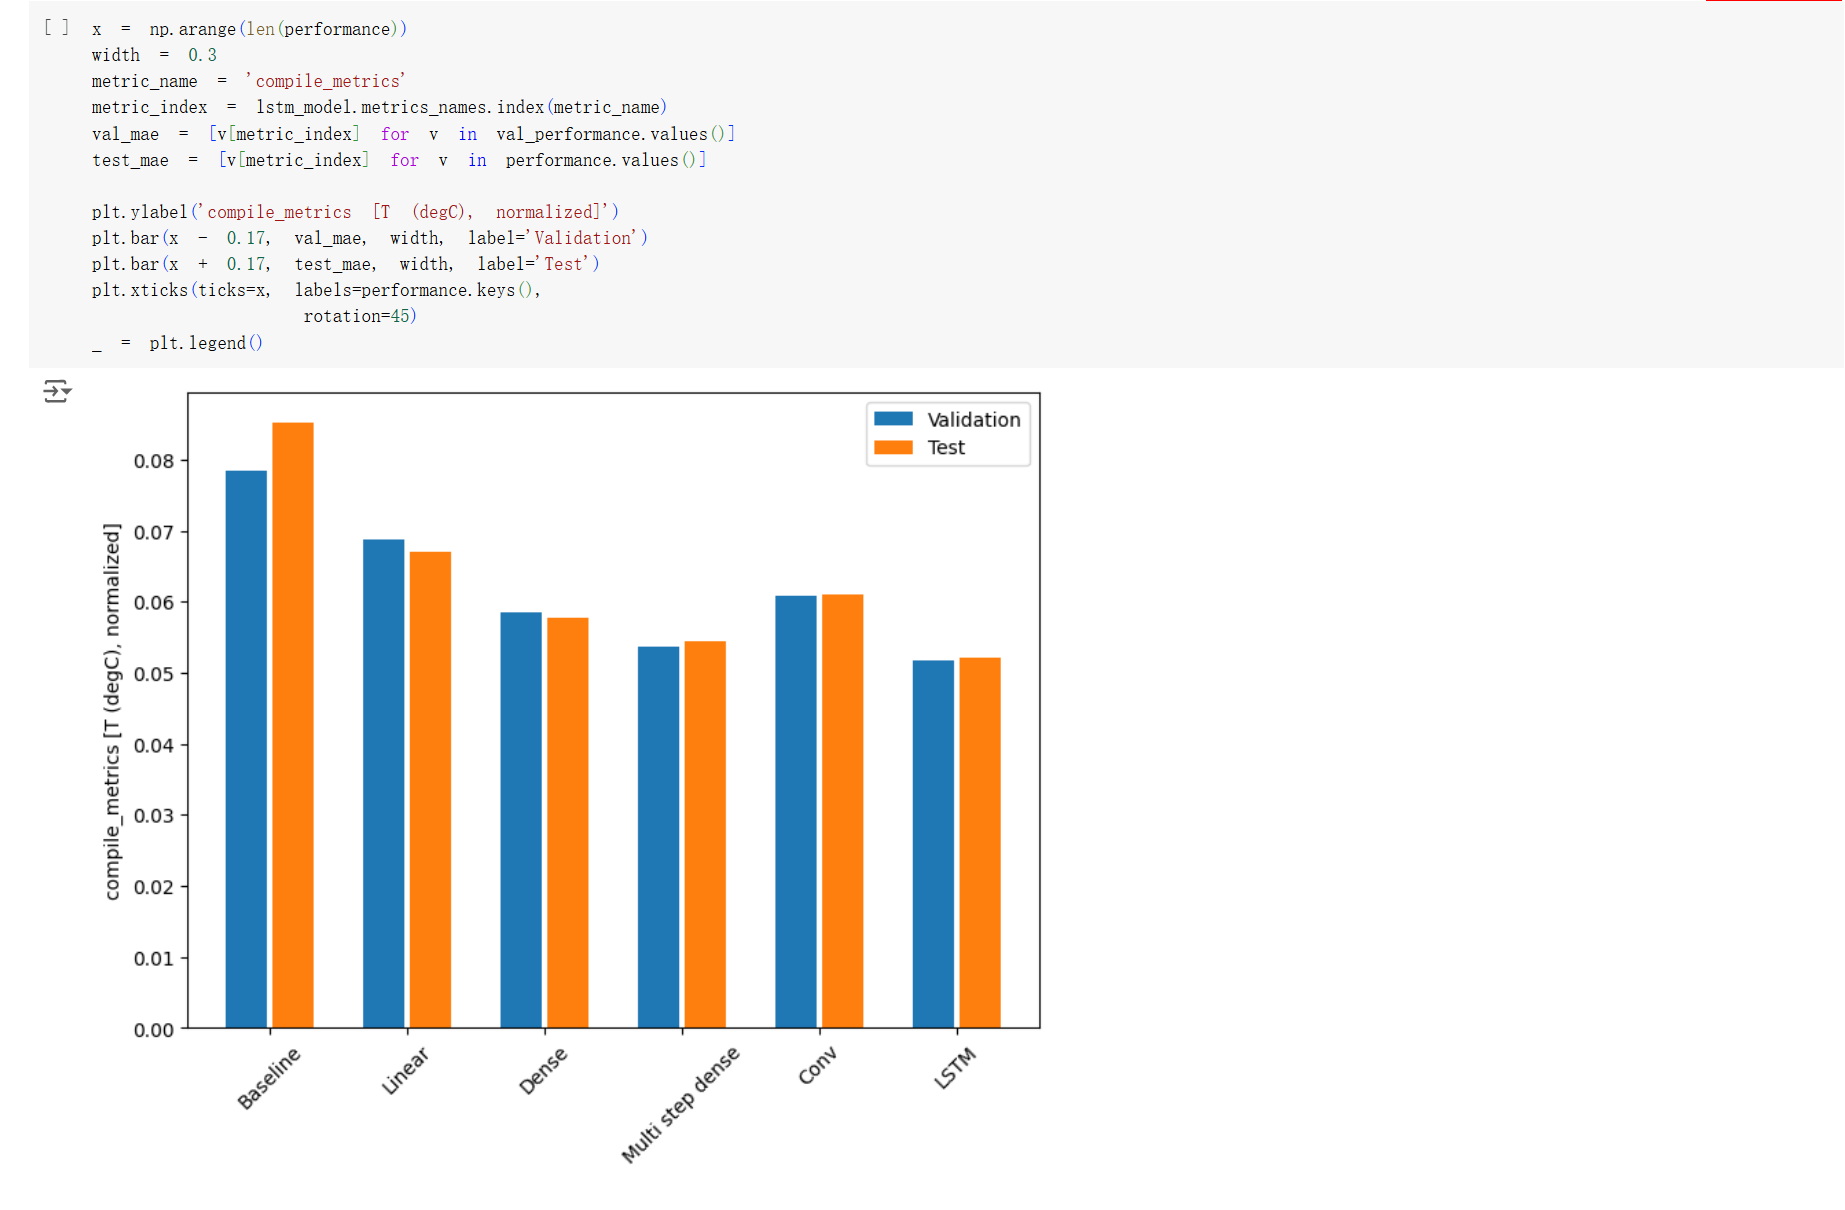 [ ] x = np.arange(len(performance))
width = 0.3
metric_name = 'compile_metrics'
metric_index = lstm_model.metrics_names.index(metric_name)
val_mae = [v[metric_index] for v in val_performance.values()]
test_mae = [v[metric_index] for v in performance.values()]
plt.ylabel('compile_metrics [T (degC), normalized]')
plt.bar(x - 0.17, val_mae, width, label='Validation')
plt.bar(x + 0.17, test_mae, width, label='Test')
plt.xticks(ticks=x, labels=performance.keys(),
rotation=45)
_ = plt.legend()
Validation
Test
0.08
0.07
0.06
0.05
0.04
0.03
0.02
0.01
0.00
compile_metrics [T (degC), normalized]
Baseline
Linear
Dense
Multi step dense
Conv
LSTM